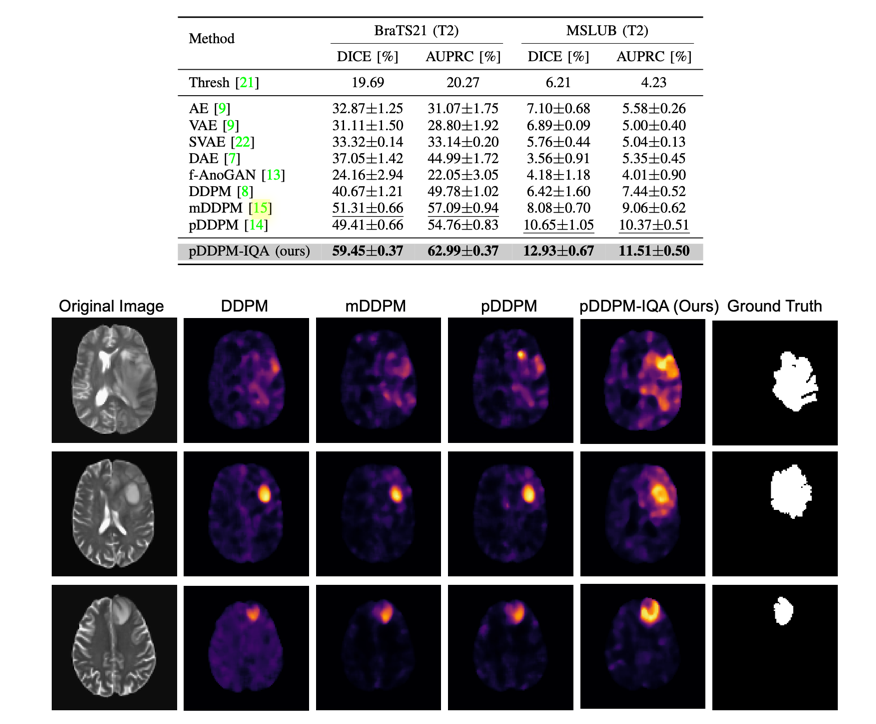 Method BraTS21 (T2) MSLUB (T2)
DICE [%] AUPRC [%] DICE [%] AUPRC [%]
Thresh [21] 19.69 20.27 6.21 4.23
AE [9] 32.87±1.25 31.07±1.75 7.10±0.68 5.58±0.26
VAE [9] 31.11±1.50 28.80±1.92 6.89±0.09 5.00±0.40
SVAE [22] 33.32±0.14 33.14±0.20 5.76±0.44 5.04±0.13
DAE [7] 37.05±1.42 44.99±1.72 3.56±0.91 5.35±0.45
f-AnoGAN [13] 24.16±2.94 22.05±3.05 4.18±1.18 4.01±0.90
DDPM [8] 40.67±1.21 49.78±1.02 6.42±1.60 7.44±0.52
mDDPM [15] 51.31±0.66 57.09±0.94 8.08±0.70 9.06±0.62
pDDPM [14] 49.41±0.66 54.76±0.83 10.65±1.05 10.37±0.51
pDDPM-IQA (ours) 59.45±0.37 62.99±0.37 12.93±0.67 11.51±0.50
Original Image DDPM mDDPM pDDPM pDDPM-IQA (Ours) Ground Truth